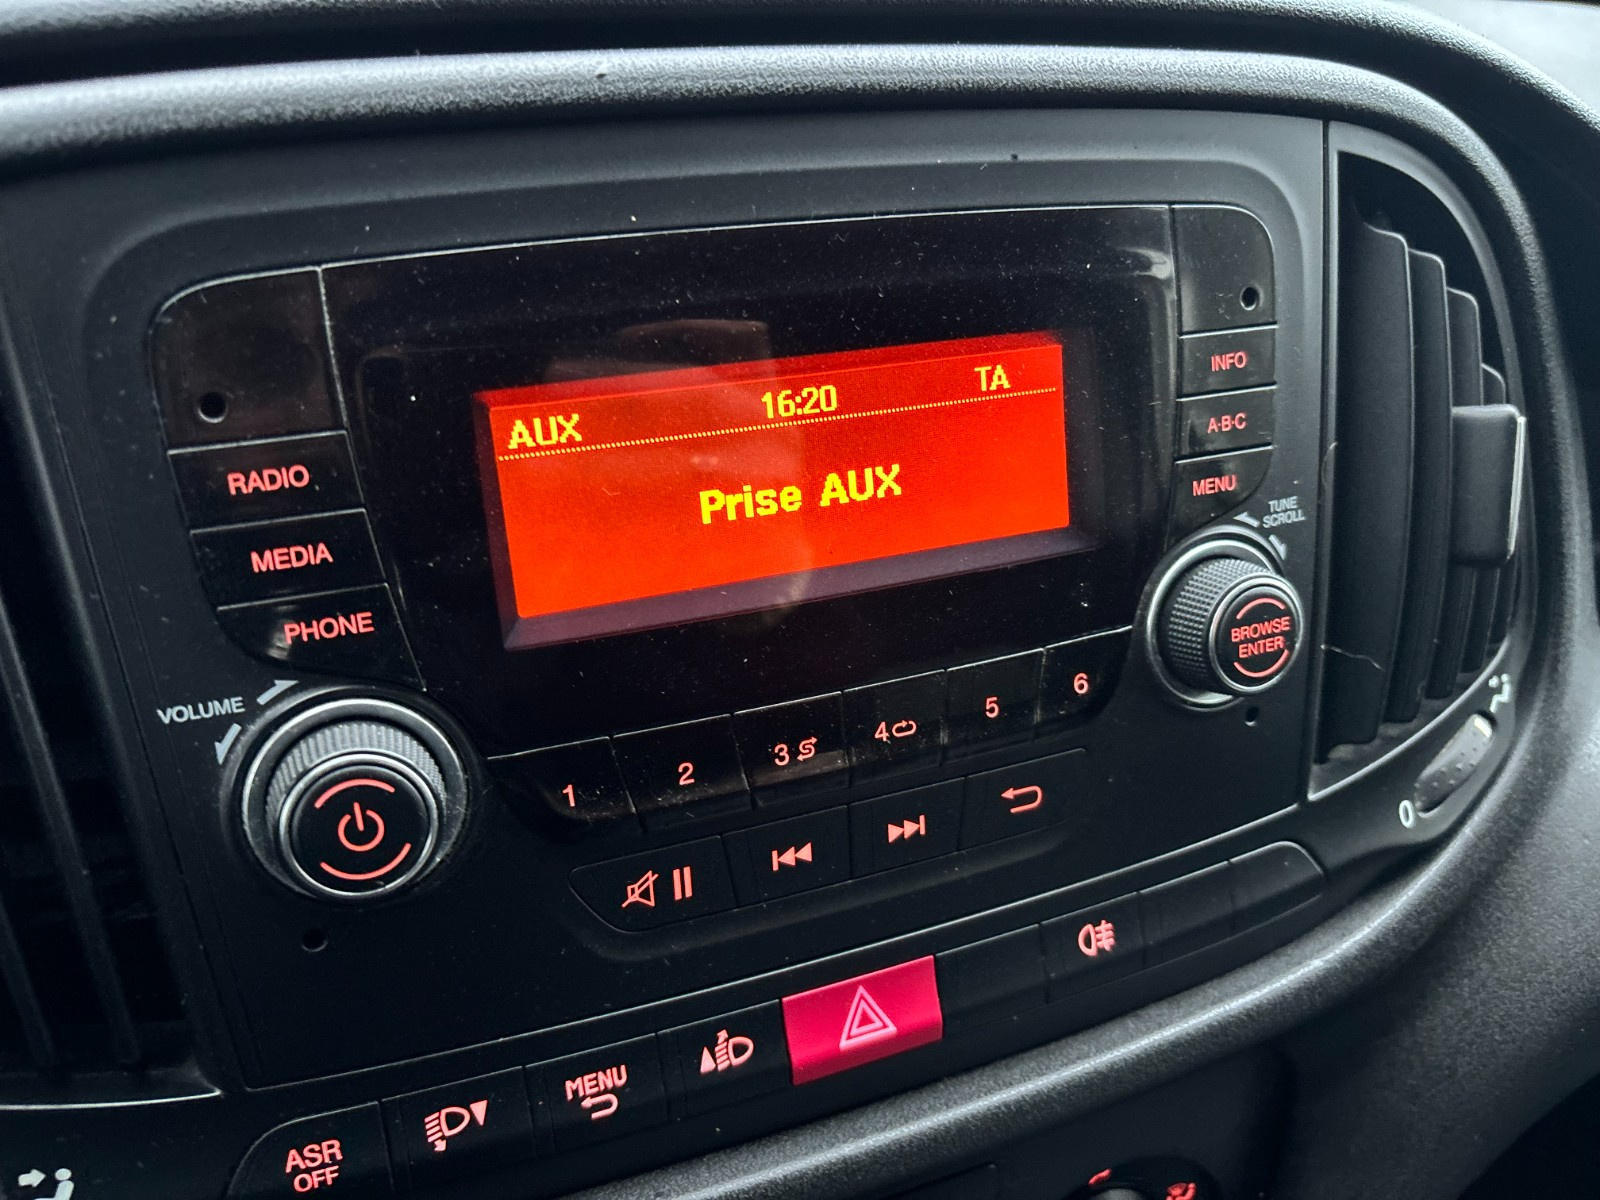 AUX 16:20 TA
Prise AUX
RADIO
MEDIA
PHONE
VOLUME
INFO
A·B·C
MENU
TUNE
SCROLL
BROWSE
ENTER
1 2 3 4 5 6
0
MENU
ASR
OFF